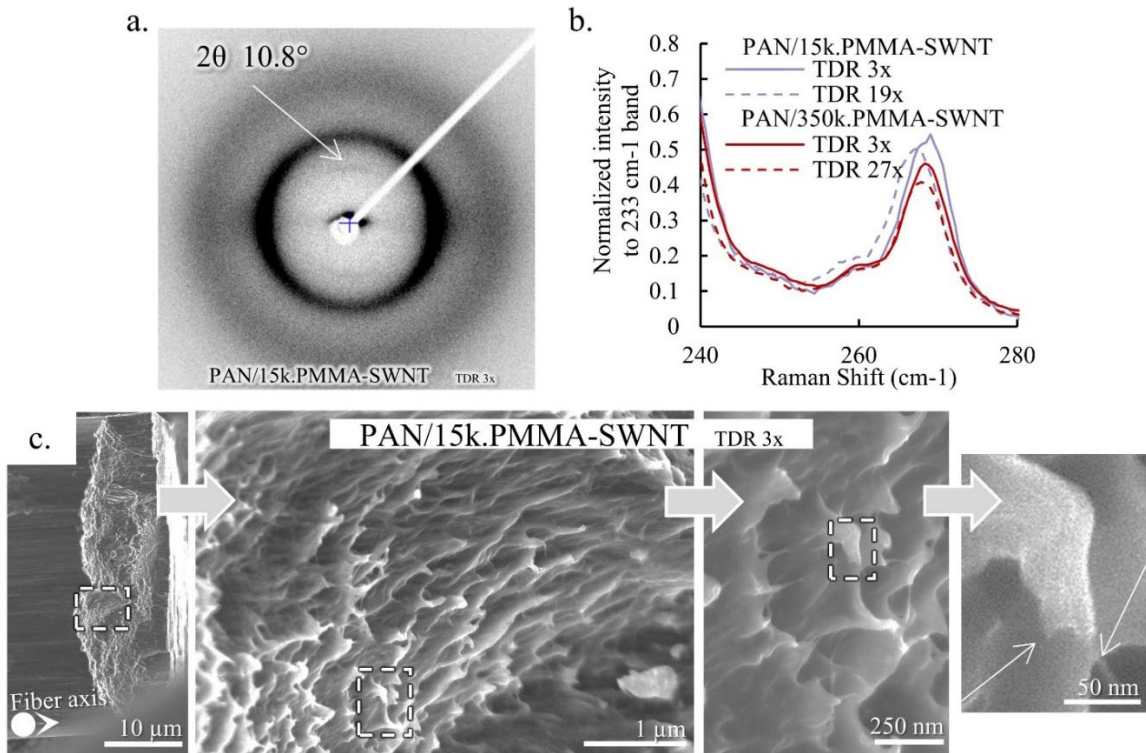 a.
2θ 10.8°
PAN/15k.PMMA-SWNT TDR 3x
b.
Normalized intensity
to 233 cm-1 band
0.8
0.7
0.6
0.5
0.4
0.3
0.2
0.1
0
PAN/15k.PMMA-SWNT
TDR 3x
TDR 19x
PAN/350k.PMMA-SWNT
TDR 3x
TDR 27x
240
260
280
Raman Shift (cm-1)
c.
PAN/15k.PMMA-SWNT TDR 3x
Fiber axis
10 µm
1 µm
250 nm
50 nm